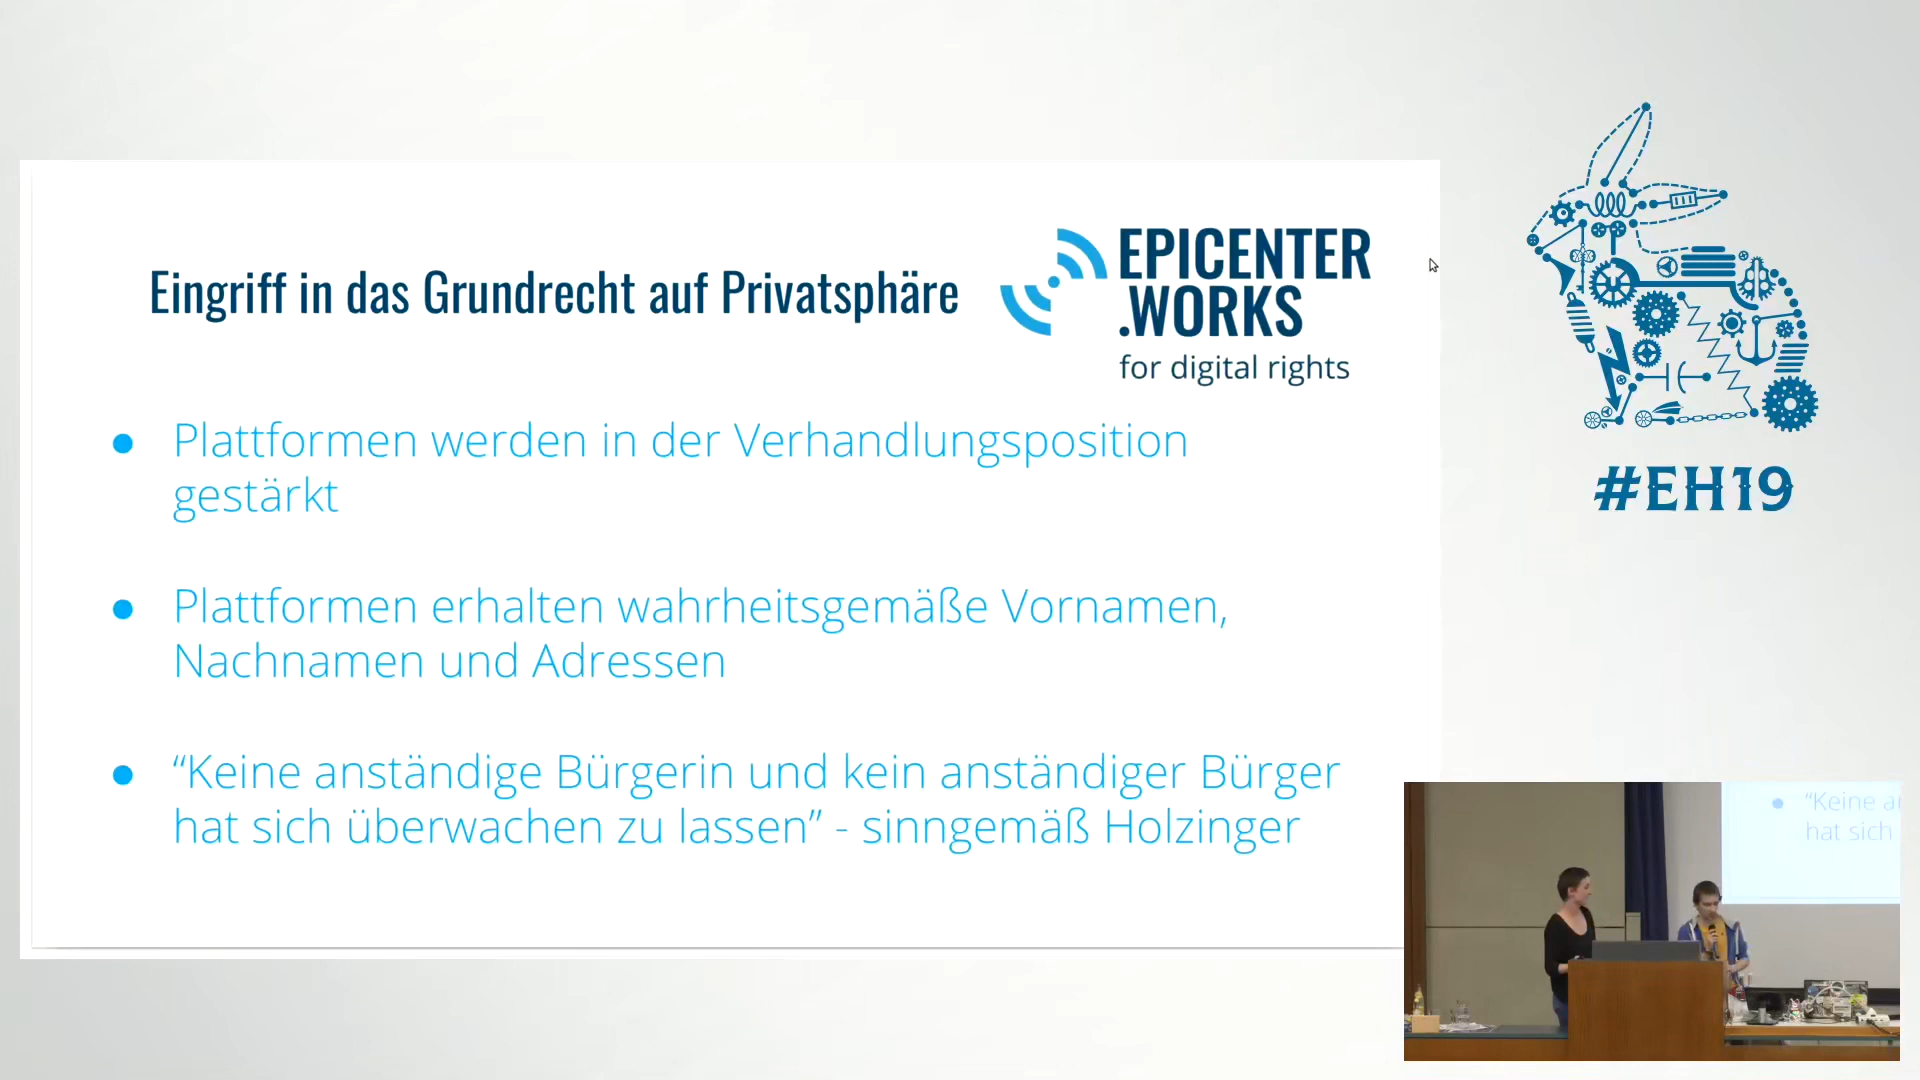 Eingriff in das Grundrecht auf Privatsphäre
EPICENTER
.WORKS
for digital rights
Plattformen werden in der Verhandlungsposition
gestärkt
Plattformen erhalten wahrheitsgemäße Vornamen,
Nachnamen und Adressen
“Keine anständige Bürgerin und kein anständiger Bürger
hat sich überwachen zu lassen” - sinngemäß Holzinger
#EH19
“Keine
hat sich